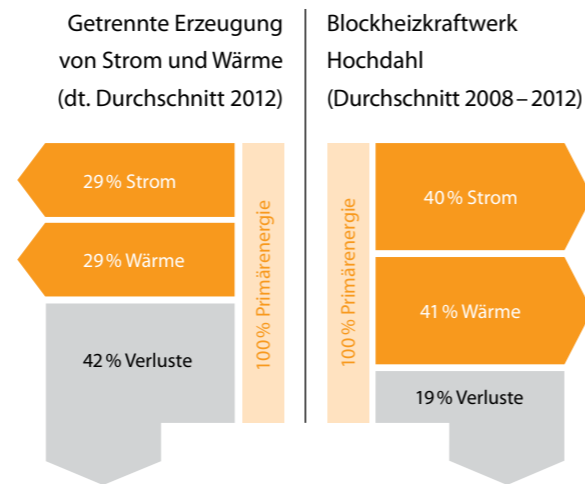 Getrennte Erzeugung
von Strom und Wärme
(dt. Durchschnitt 2012)
29 % Strom
29 % Wärme
42 % Verluste
100 % Primärenergie
Blockheizkraftwerk
Hochdahl
(Durchschnitt 2008 – 2012)
100 % Primärenergie
40 % Strom
41 % Wärme
19 % Verluste